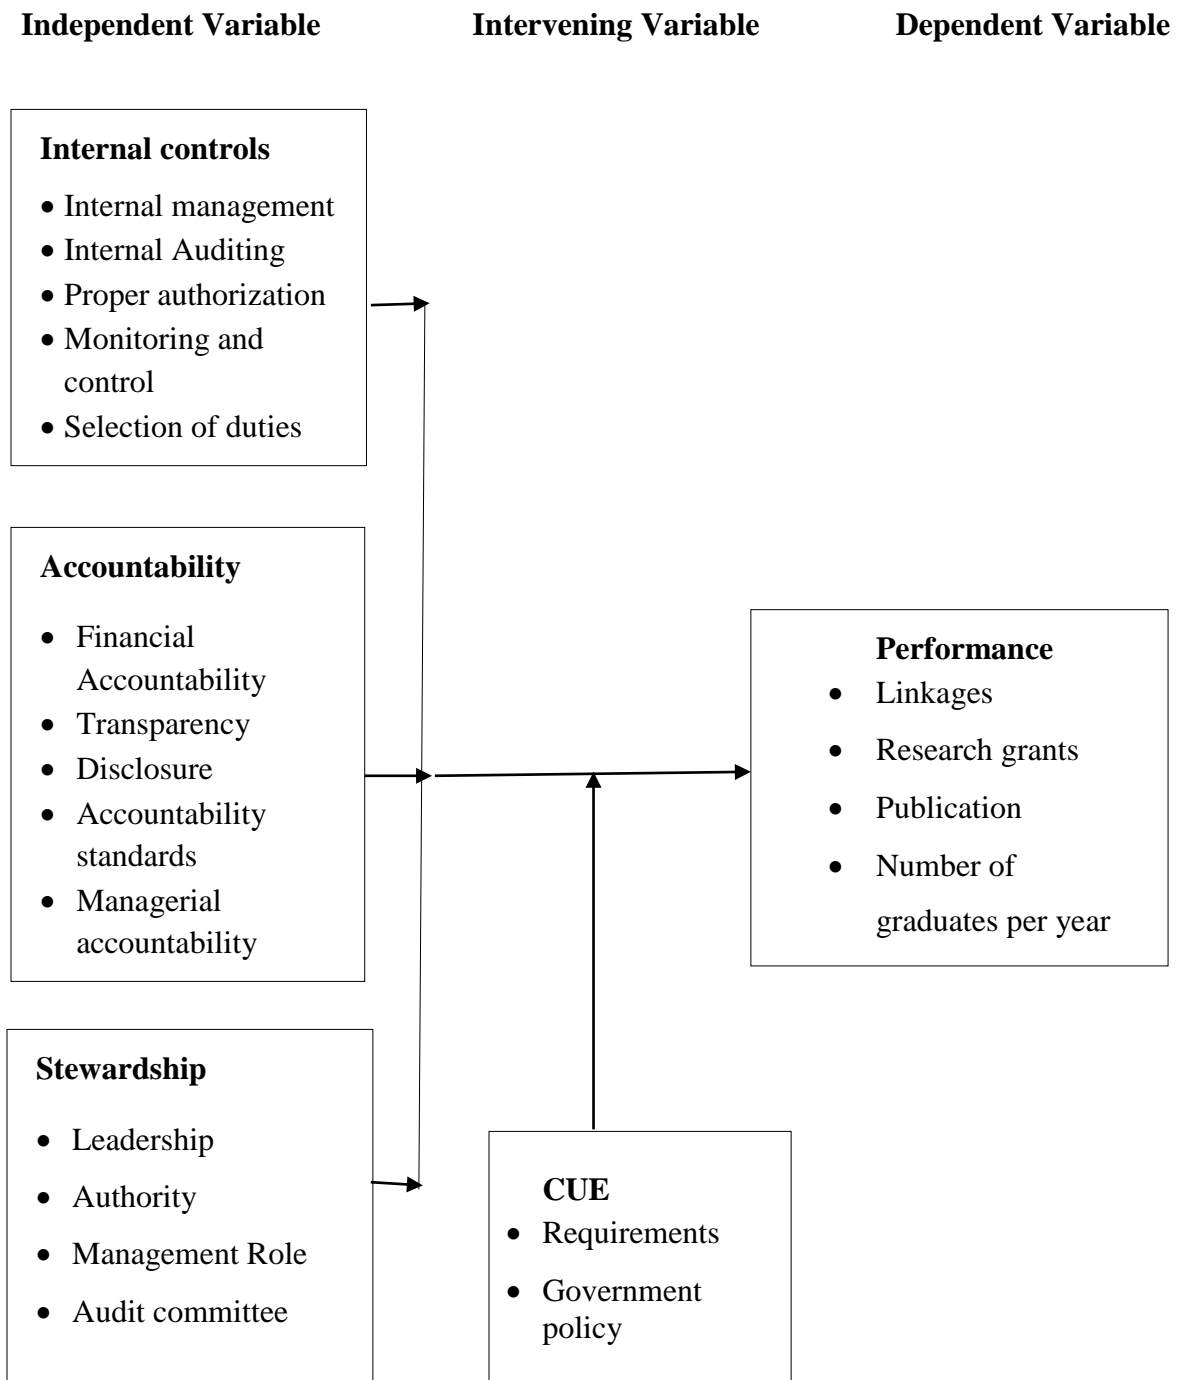 Independent Variable
Intervening Variable
Dependent Variable
Internal controls
• Internal management
• Internal Auditing
• Proper authorization
• Monitoring and
control
• Selection of duties
Accountability
• Financial
Accountability
• Transparency
• Disclosure
• Accountability
standards
• Managerial
accountability
Stewardship
• Leadership
• Authority
• Management Role
• Audit committee
CUE
• Requirements
• Government
policy
Performance
• Linkages
• Research grants
• Publication
• Number of
graduates per year